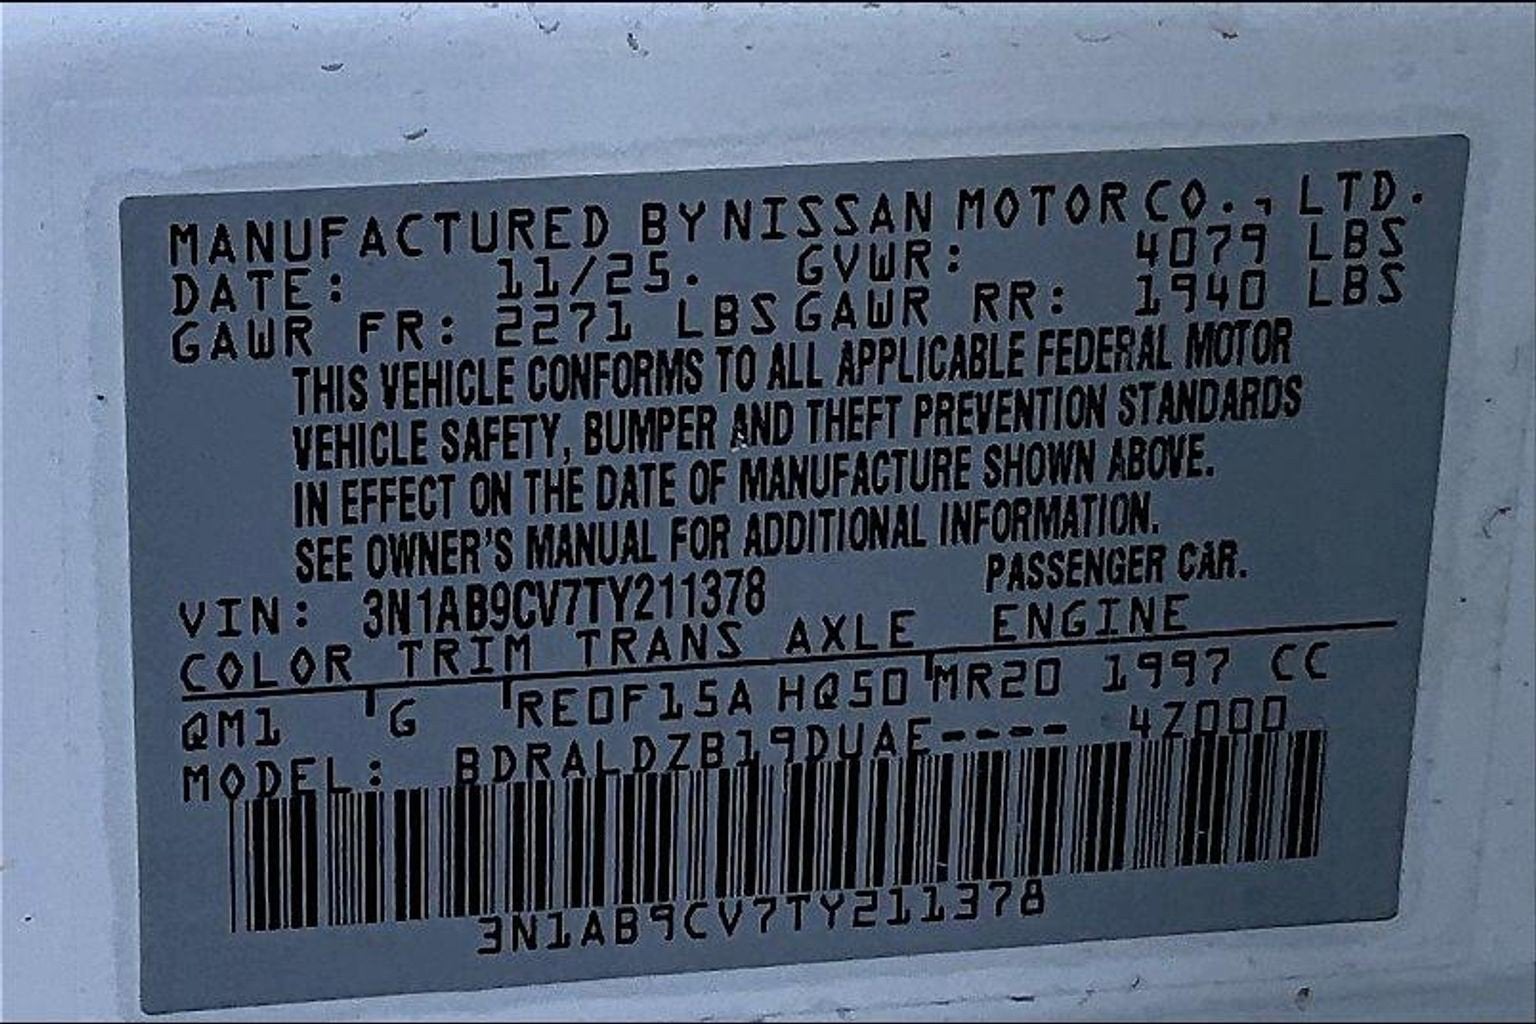 MANUFACTURED BY NISSAN MOTOR CO., LTD.
DATE: 11/25. GVWR: 4079 LBS
GAWR FR: 2271 LBS GAWR RR: 1940 LBS
THIS VEHICLE CONFORMS TO ALL APPLICABLE FEDERAL MOTOR
VEHICLE SAFETY, BUMPER AND THEFT PREVENTION STANDARDS
IN EFFECT ON THE DATE OF MANUFACTURE SHOWN ABOVE.
SEE OWNER'S MANUAL FOR ADDITIONAL INFORMATION.
PASSENGER CAR.
VIN: 3N1AB9CV7TY211378
COLOR TRIM TRANS AXLE ENGINE
QM1 G RE0F15A HQ50 MR20 1997 CC
MODEL: BDRALDZB19DUAE---- 4Z000
3N1AB9CV7TY211378